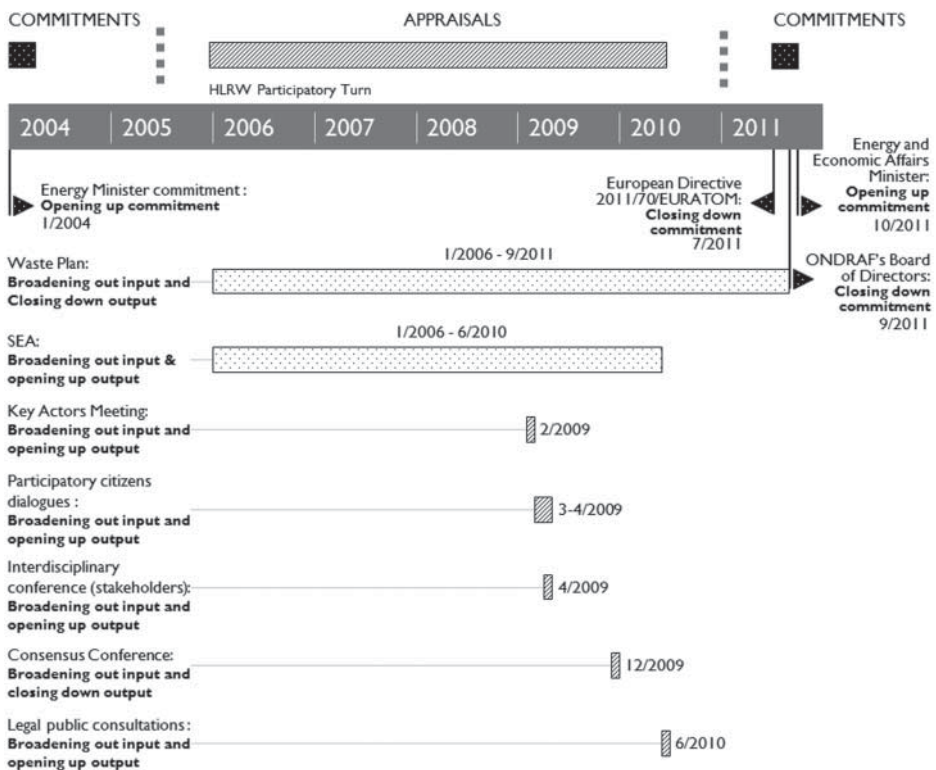 COMMITMENTS
APPRAISALS
COMMITMENTS
HLRW Participatory Turn
2004
2005
2006
2007
2008
2009
2010
2011
Energy Minister commitment :
Opening up commitment
1/2004
European Directive
2011/70/EURATOM:
Closing down
commitment
7/2011
Energy and
Economic Affairs
Minister:
Opening up
commitment
10/2011
Waste Plan:
Broadening out input and
Closing down output
1/2006 - 9/2011
ONDRAF's Board
of Directors:
Closing down
commitment
9/2011
SEA:
Broadening out input &
opening up output
1/2006 - 6/2010
Key Actors Meeting:
Broadening out input and
opening up output
2/2009
Participatory citizens
dialogues :
Broadening out input and
opening up output
3-4/2009
Interdisciplinary
conference (stakeholders):
Broadening out input and
opening up output
4/2009
Consensus Conference:
Broadening out input and
closing down output
12/2009
Legal public consultations :
Broadening out input and
opening up output
6/2010